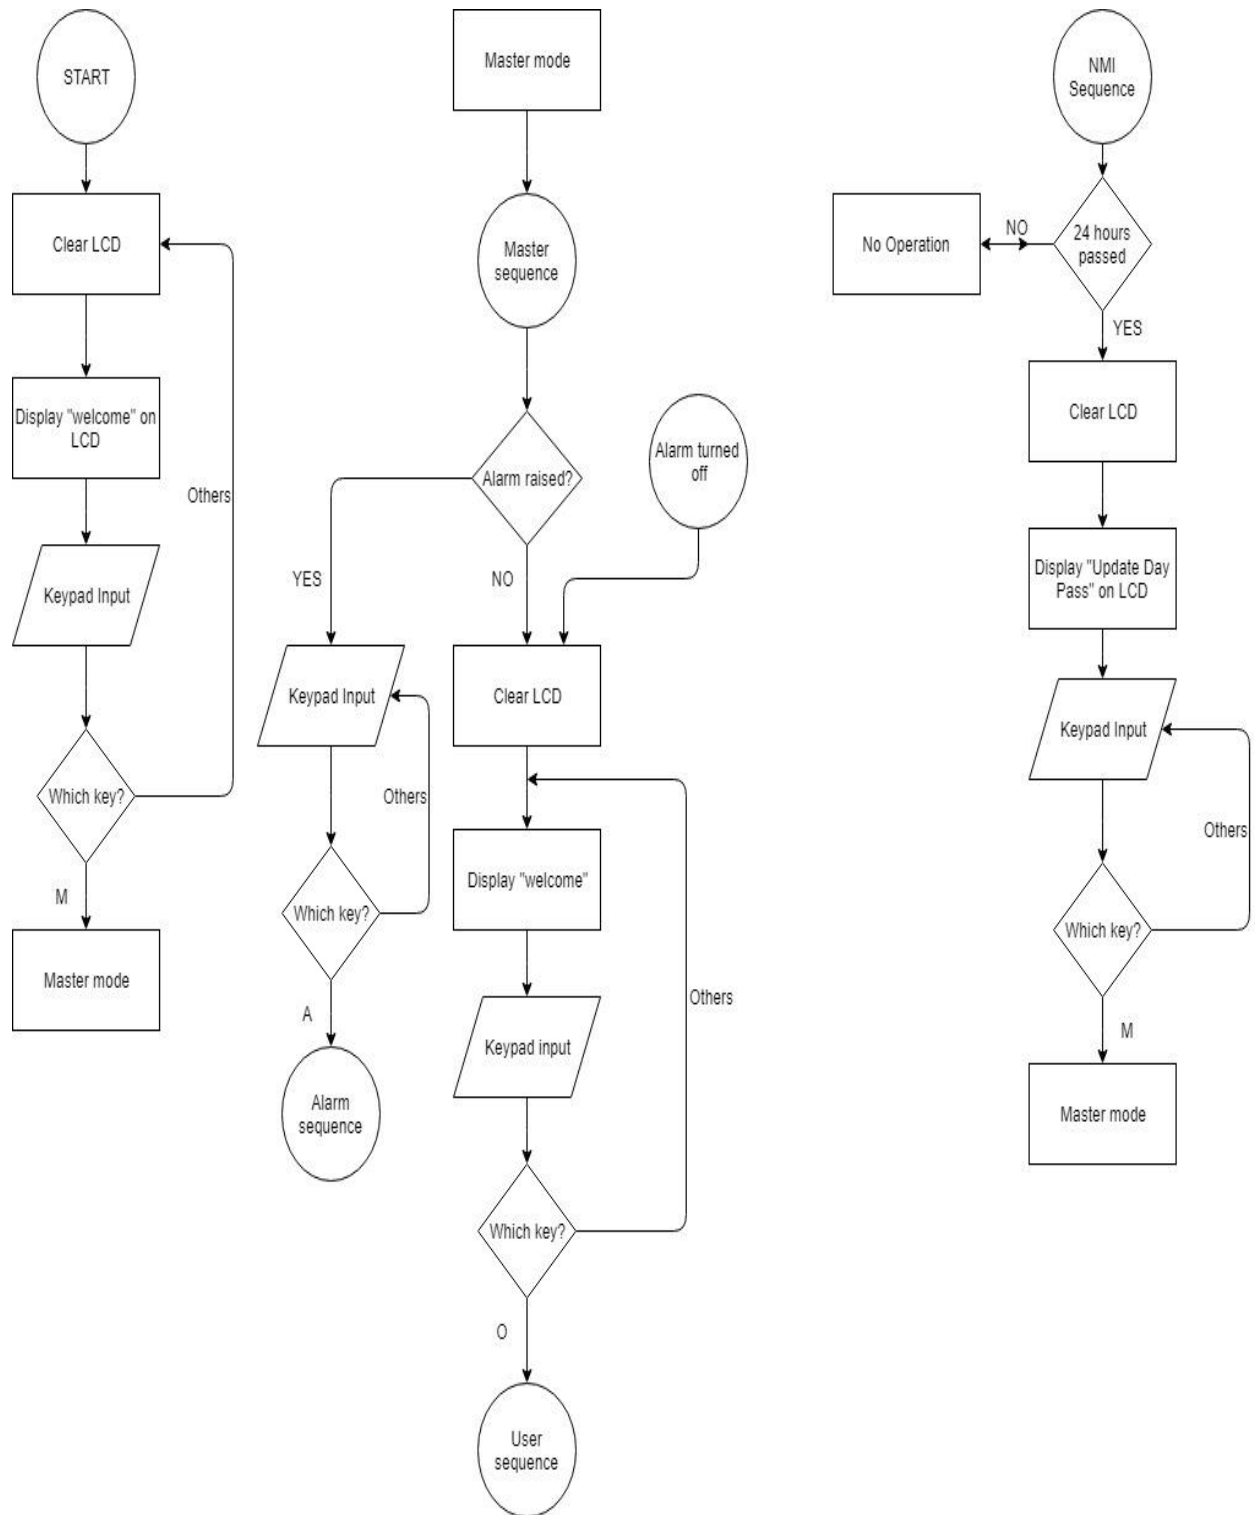 START
Clear LCD
Display "welcome" on
LCD
Others
Keypad Input
Which key?
M
Master mode
Master mode
Master
sequence
Alarm raised?
Alarm turned
off
YES
NO
Keypad Input
Others
Which key?
A
Alarm
sequence
Clear LCD
Display "welcome"
Others
Keypad input
Which key?
O
User
sequence
NMI
Sequence
24 hours
passed
NO
No Operation
YES
Clear LCD
Display "Update Day
Pass" on LCD
Keypad Input
Others
Which key?
M
Master mode